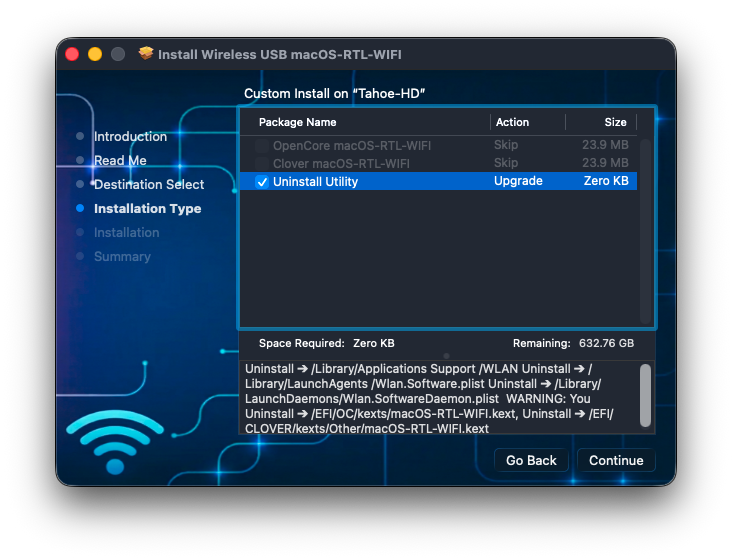 Install Wireless USB macOS-RTL-WIFI
Introduction
Read Me
Destination Select
Installation Type
Installation
Summary
Custom Install on “Tahoe-HD”
Package Name Action Size
OpenCore macOS-RTL-WIFI Skip 23.9 MB
Clover macOS-RTL-WIFI Skip 23.9 MB
Uninstall Utility Upgrade Zero KB
Space Required: Zero KB Remaining: 632.76 GB
Uninstall ➔ /Library/Applications Support /WLAN Uninstall ➔ /
Library/LaunchAgents /Wlan.Software.plist Uninstall ➔ /Library/
LaunchDaemons/Wlan.SoftwareDaemon.plist  WARNING: You
Uninstall ➔ /EFI/OC/kexts/macOS-RTL-WIFI.kext, Uninstall ➔ /EFI/
CLOVER/kexts/Other/macOS-RTL-WIFI.kext
Go Back Continue